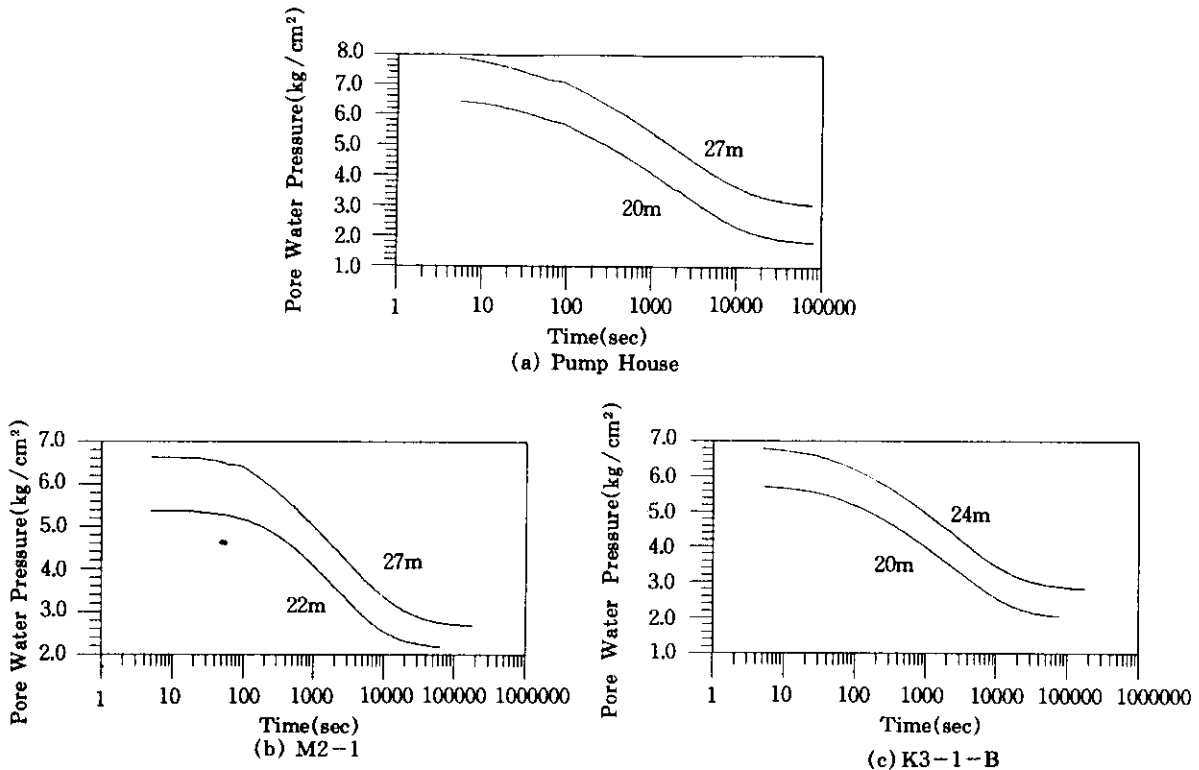 Pore Water Pressure(kg/cm²)
8.0
7.0
6.0
5.0
4.0
3.0
2.0
1.0
27m
20m
1 10 100 1000 10000 100000
Time(sec)
(a) Pump House
Pore Water Pressure(kg/cm²)
7.0
6.0
5.0
4.0
3.0
2.0
27m
22m
1 10 100 1000 10000 100000 1000000
Time(sec)
(b) M2-1
Pore Water Pressure(kg/cm²)
7.0
6.0
5.0
4.0
3.0
2.0
1.0
24m
20m
1 10 100 1000 10000 100000 1000000
Time(sec)
(c) K3-1-B